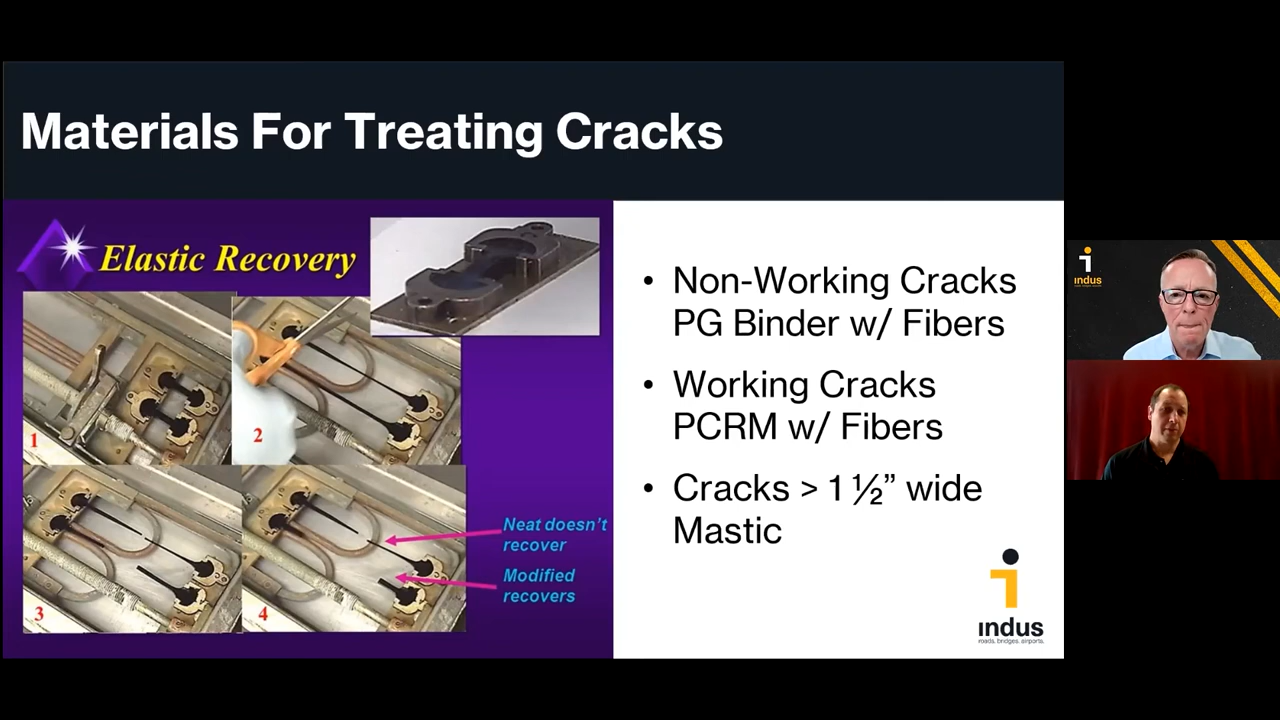 Materials For Treating Cracks
Elastic Recovery
1
2
3
4
Neat doesn't
recover
Modified
recovers
• Non-Working Cracks
PG Binder w/ Fibers
• Working Cracks
PCRM w/ Fibers
• Cracks > 1 ½” wide
Mastic
indus
roads. bridges. airports.
indus